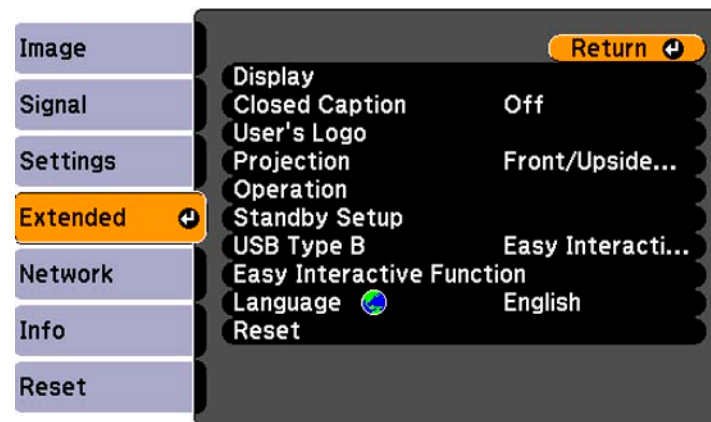 Image
Signal
Settings
Extended
Network
Info
Reset
Return
Display
Closed Caption Off
User's Logo
Projection Front/Upside...
Operation
Standby Setup
USB Type B Easy Interacti...
Easy Interactive Function
Language English
Reset